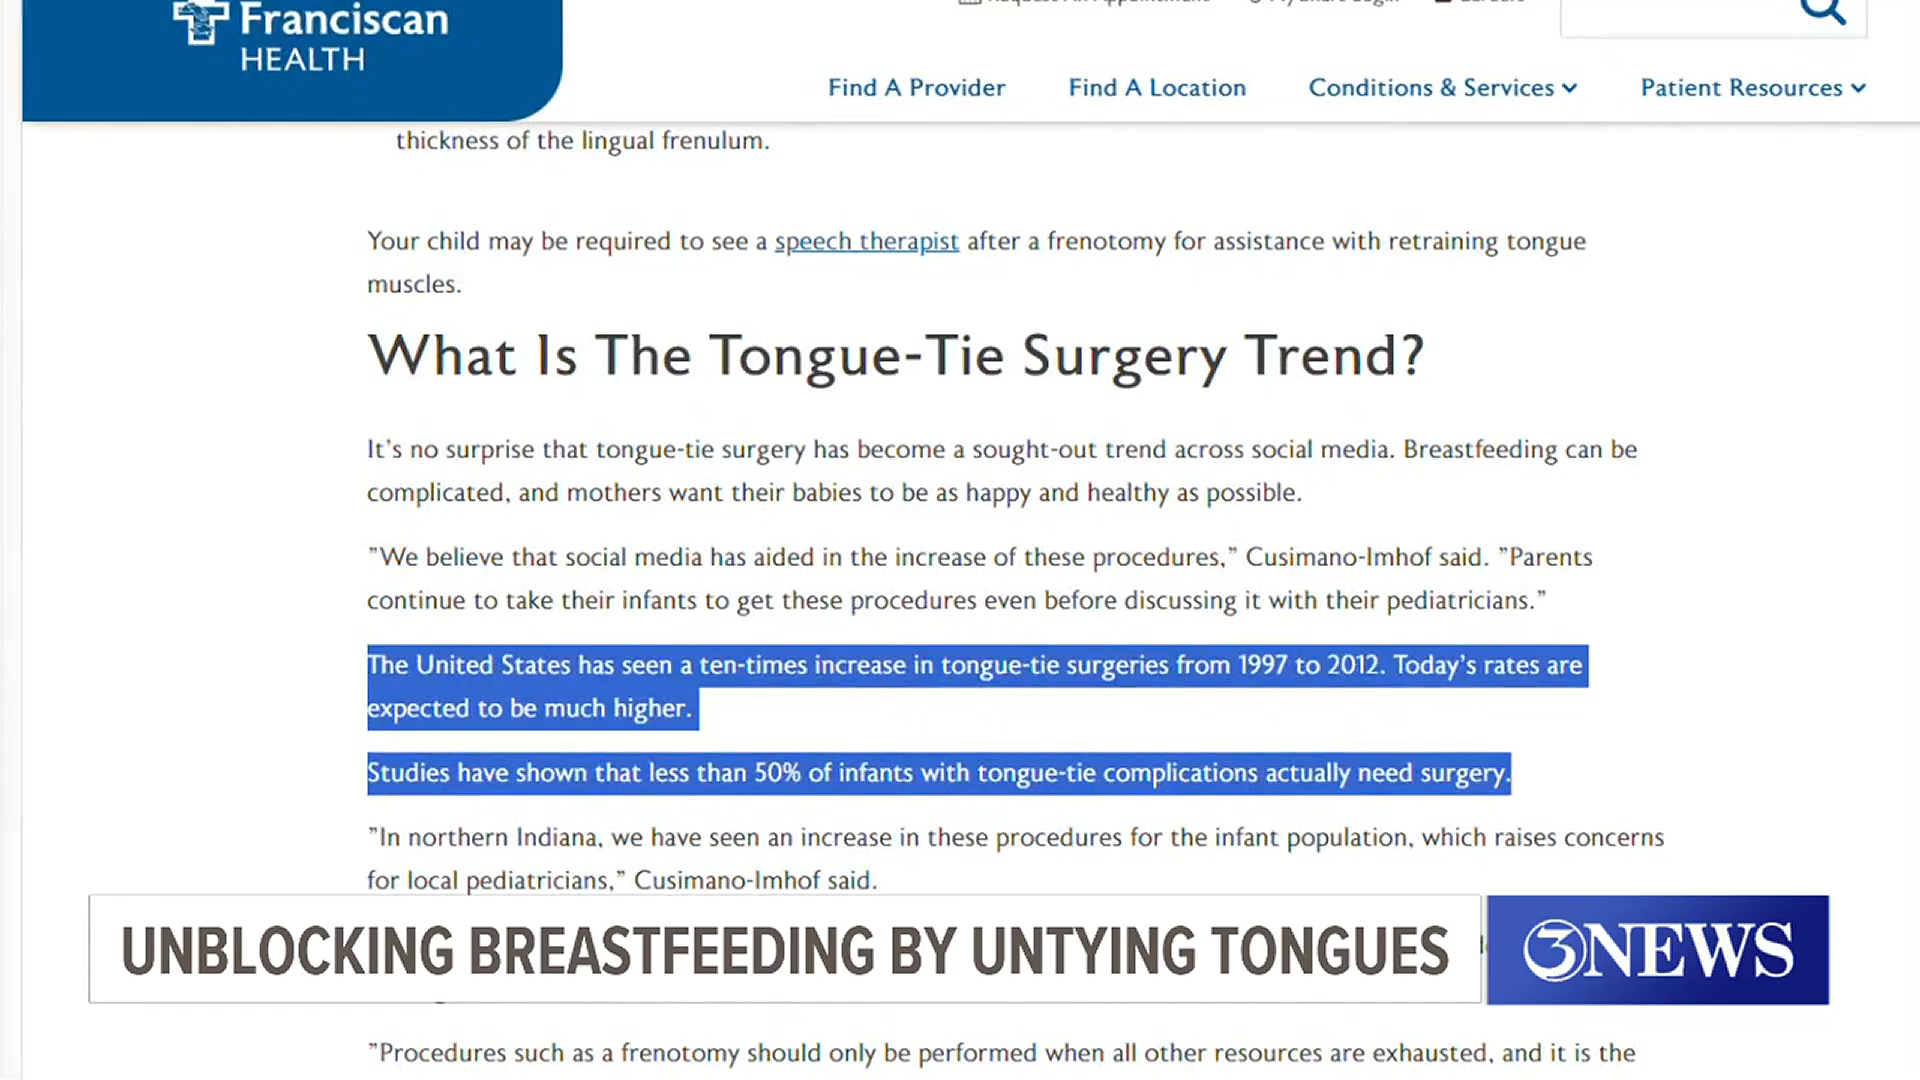 Franciscan
HEALTH
Find A Provider
Find A Location
Conditions & Services
Patient Resources
thickness of the lingual frenulum.
Your child may be required to see a speech therapist after a frenotomy for assistance with retraining tongue
muscles.
What Is The Tongue-Tie Surgery Trend?
It's no surprise that tongue-tie surgery has become a sought-out trend across social media. Breastfeeding can be
complicated, and mothers want their babies to be as happy and healthy as possible.
"We believe that social media has aided in the increase of these procedures," Cusimano-Imhof said. "Parents
continue to take their infants to get these procedures even before discussing it with their pediatricians."
The United States has seen a ten-times increase in tongue-tie surgeries from 1997 to 2012. Today's rates are
expected to be much higher.
Studies have shown that less than 50% of infants with tongue-tie complications actually need surgery.
"In northern Indiana, we have seen an increase in these procedures for the infant population, which raises concerns
for local pediatricians," Cusimano-Imhof said.
UNBLOCKING BREASTFEEDING BY UNTYING TONGUES
3NEWS
"Procedures such as a frenotomy should only be performed when all other resources are exhausted, and it is the